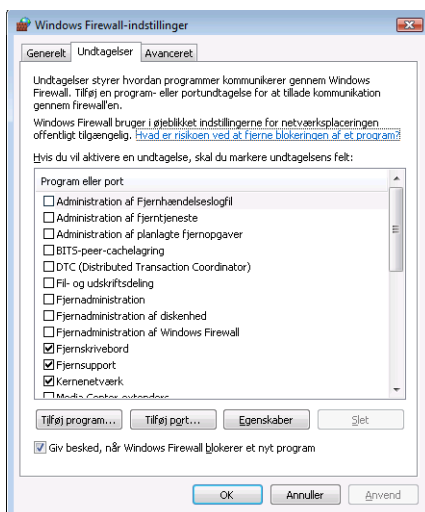 Windows Firewall-indstillinger
Generelt Undtagelser Avanceret
Undtagelser styrer hvordan programmer kommunikerer gennem Windows
Firewall. Tilføj en program- eller portundtagelse for at tillade kommunikation
gennem firewall'en.
Windows Firewall bruger i øjeblikket indstillingerne for netværksplaceringen
offentligt tilgængelig. Hvad er risikoen ved at fjerne blokeringen af et program?
Hvis du vil aktivere en undtagelse, skal du markere undtagelsens felt:
Program eller port
Administration af Fjernhændelseslogfil
Administration af fjerntjeneste
Administration af planlagte fjernopgaver
BITS-peer-cachelagring
DTC (Distributed Transaction Coordinator)
Fil- og udskriftsdeling
Fjernadministration
Fjernadministration af diskenhed
Fjernadministration af Windows Firewall
Fjernskrivebord
Fjernsupport
Kernenetværk
Media Center-extenders
Tilføj program... Tilføj port... Egenskaber Slet
Giv besked, når Windows Firewall blokerer et nyt program
OK Annuller Anvend